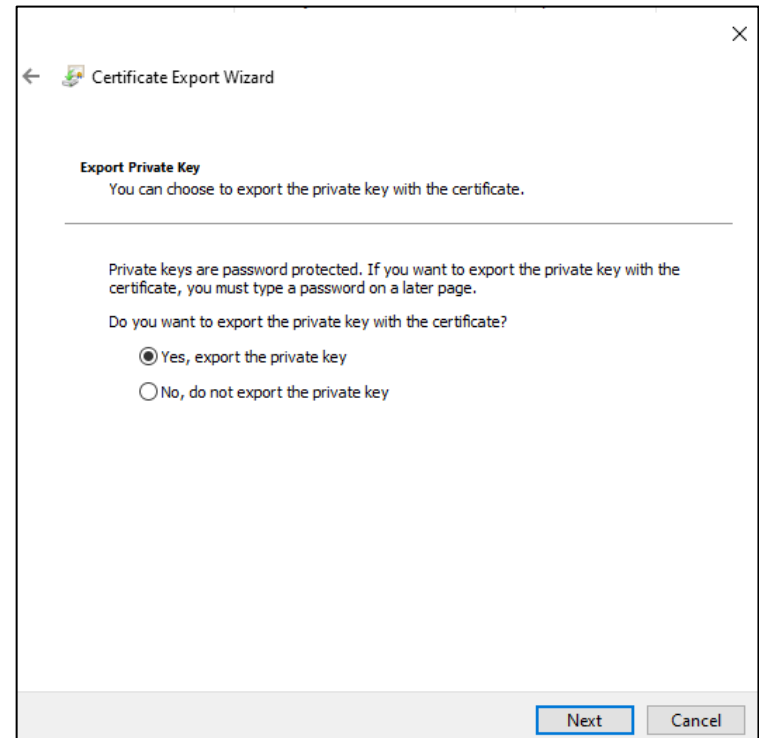 Certificate Export Wizard
Export Private Key
You can choose to export the private key with the certificate.
Private keys are password protected. If you want to export the private key with the
certificate, you must type a password on a later page.
Do you want to export the private key with the certificate?
Yes, export the private key
No, do not export the private key
Next Cancel